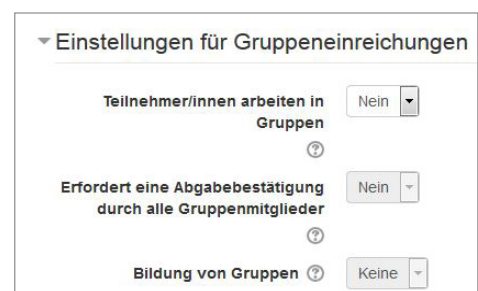 Einstellungen für Gruppeneinreichungen
Teilnehmer/innen arbeiten in Nein
Gruppen
Erfordert eine Abgabebestätigung Nein
durch alle Gruppenmitglieder
Bildung von Gruppen Keine